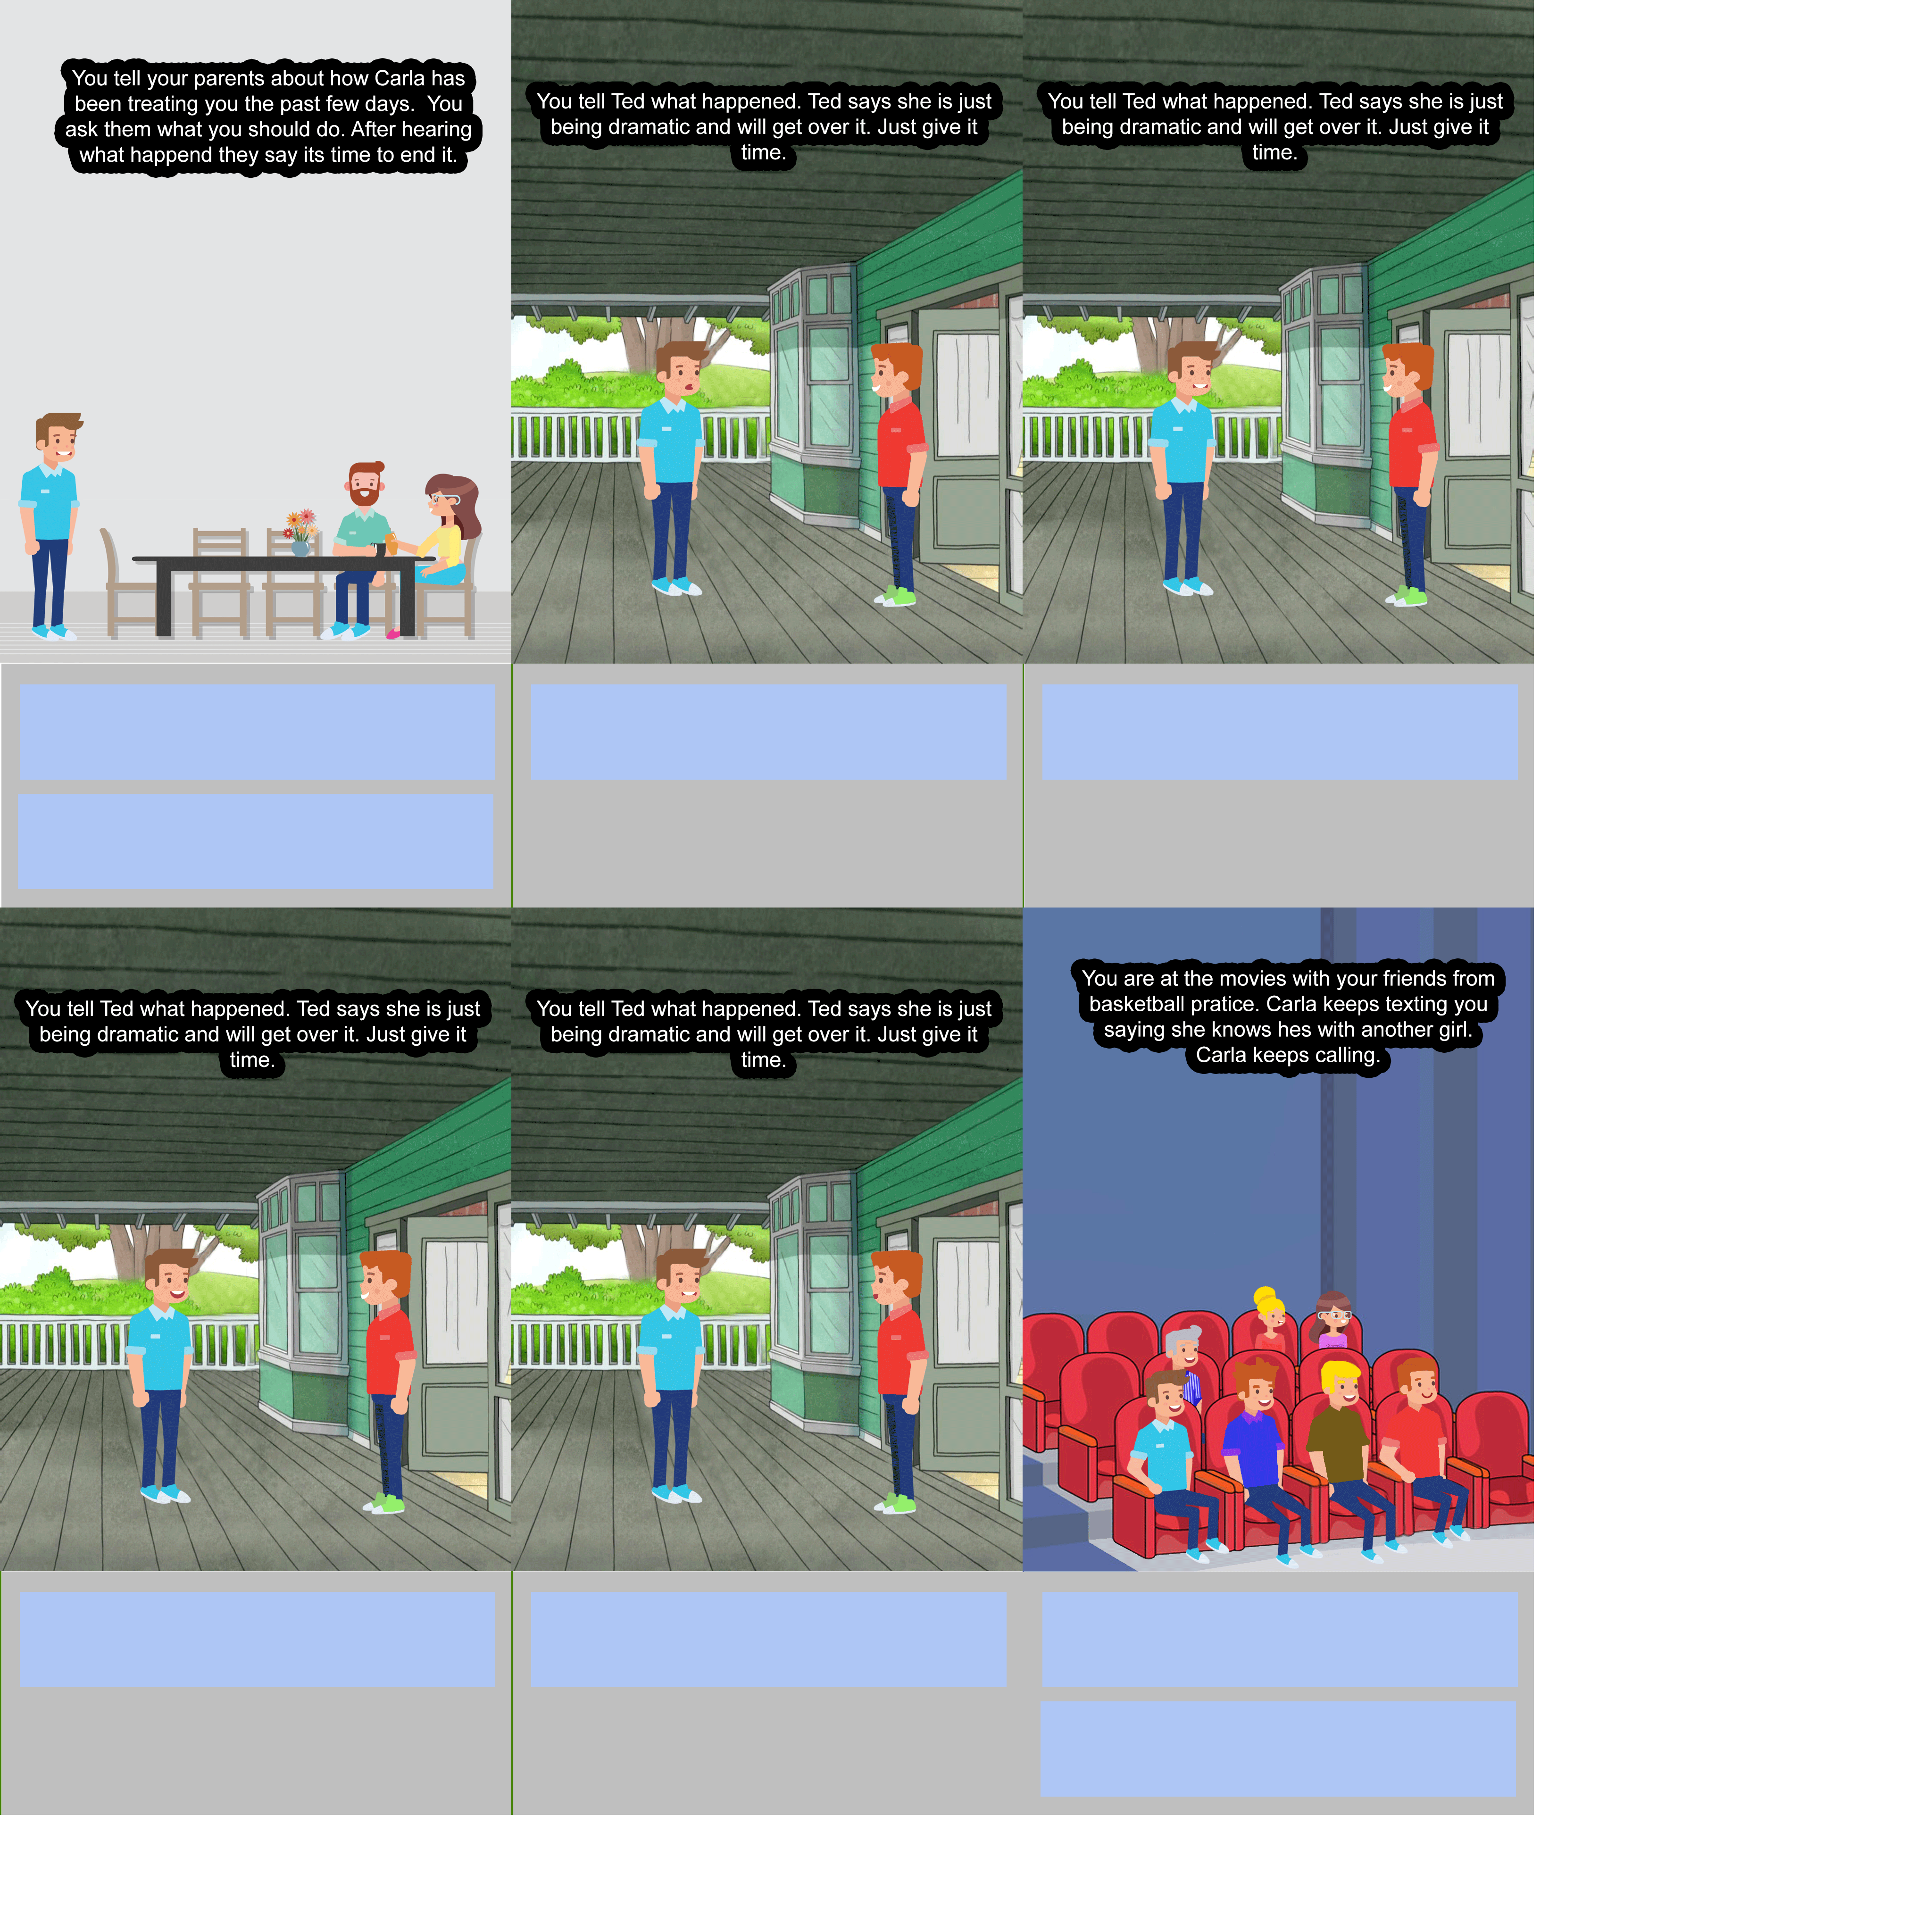 You tell your parents about how Carla has
been treating you the past few days.  You
ask them what you should do. After hearing
what happend they say its time to end it.
You tell Ted what happened. Ted says she is just
being dramatic and will get over it. Just give it
time.
You tell Ted what happened. Ted says she is just
being dramatic and will get over it. Just give it
time.
You tell Ted what happened. Ted says she is just
being dramatic and will get over it. Just give it
time.
You tell Ted what happened. Ted says she is just
being dramatic and will get over it. Just give it
time.
You are at the movies with your friends from
basketball pratice. Carla keeps texting you
saying she knows hes with another girl.
Carla keeps calling.